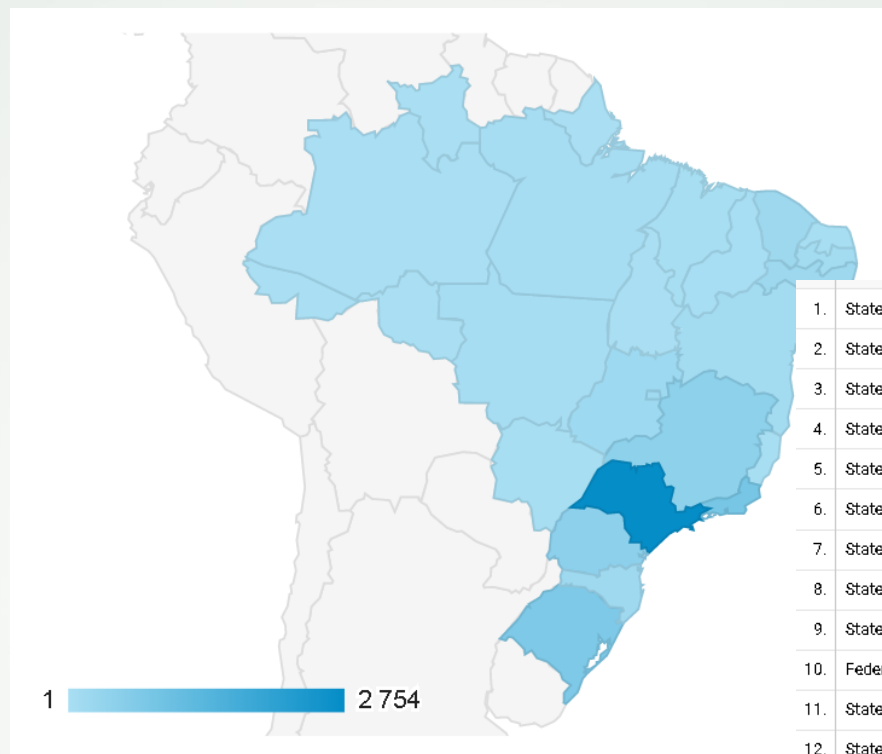 1 2 754
1. State
2. State
3. State
4. State
5. State
6. State
7. State
8. State
9. State
10. Feder
11. State
12. State